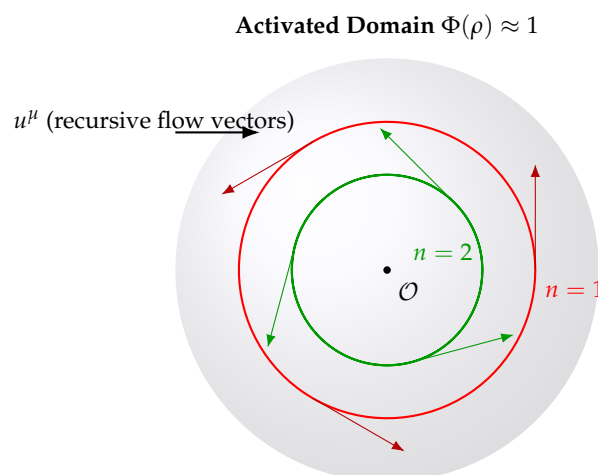 Activated Domain Φ(ρ) ≈ 1
u^μ (recursive flow vectors)
n = 2
𝒪
n = 1